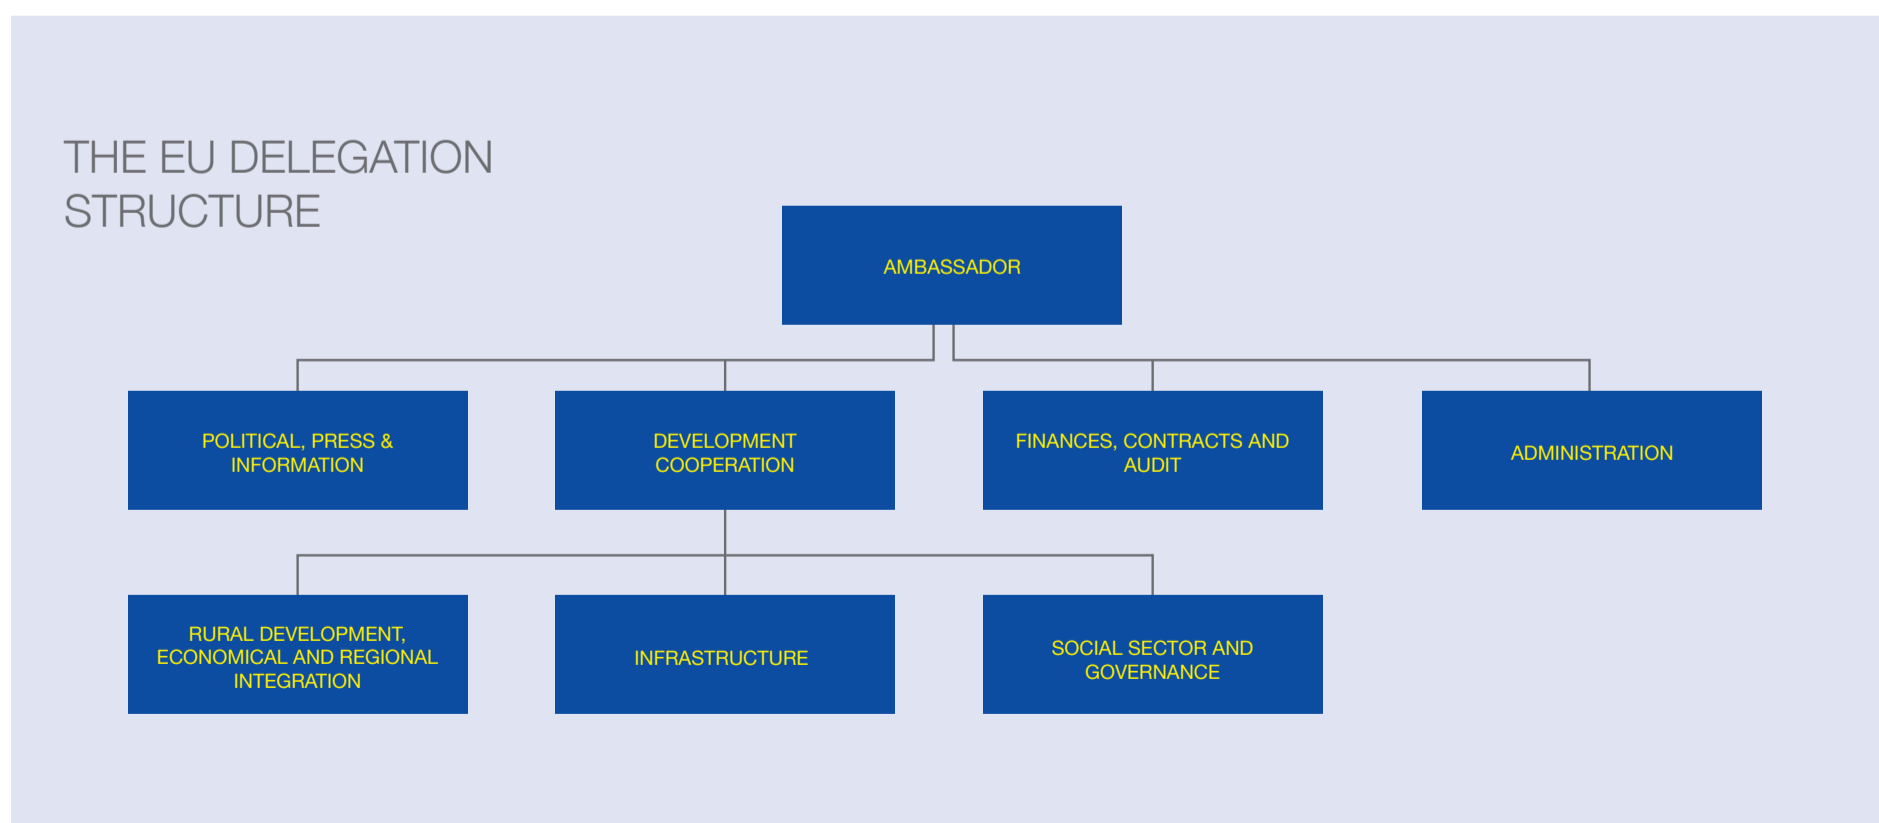 THE EU DELEGATION
STRUCTURE
AMBASSADOR
POLITICAL, PRESS &
INFORMATION
DEVELOPMENT
COOPERATION
FINANCES, CONTRACTS AND
AUDIT
ADMINISTRATION
RURAL DEVELOPMENT,
ECONOMICAL AND REGIONAL
INTEGRATION
INFRASTRUCTURE
SOCIAL SECTOR AND
GOVERNANCE